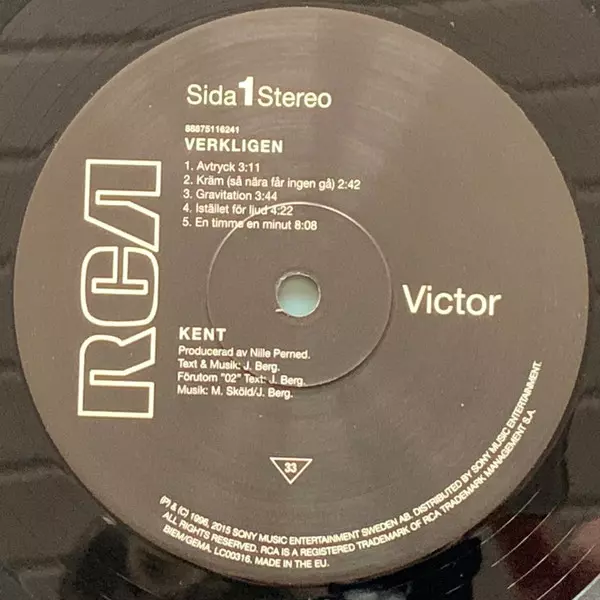 Sida 1 Stereo
88875116241
VERKLIGEN
1. Avtryck 3:11
2. Kräm (så nära får ingen gå) 2:42
3. Gravitation 3:44
4. Istället för ljud 4:22
5. En timme en minut 8:08
RCA
Victor
KENT
Producerad av Nille Perned.
Text & Musik: J. Berg.
Förutom "02" Text: J. Berg.
Musik: M. Sköld/J. Berg.
33
(P) & (C) 1996, 2015 SONY MUSIC ENTERTAINMENT SWEDEN AB. DISTRIBUTED BY SONY MUSIC ENTERTAINMENT.
ALL RIGHTS RESERVED. RCA IS A REGISTERED TRADEMARK OF RCA TRADEMARK MANAGEMENT S.A.
BIEM/GEMA. LC00316. MADE IN THE EU.